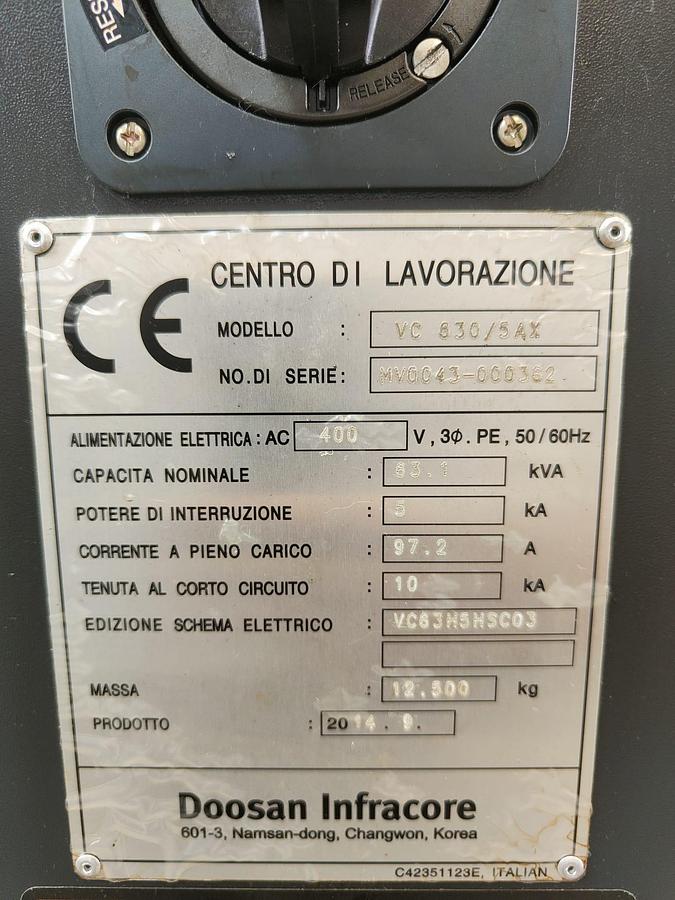 RES
RELEASE
CE
CENTRO DI LAVORAZIONE
MODELLO : VC 630/5AX
NO.DI SERIE: MV0043-000362
ALIMENTAZIONE ELETTRICA : AC 400 V, 3Ø. PE, 50/60Hz
CAPACITA NOMINALE : 63.1 kVA
POTERE DI INTERRUZIONE : 5 kA
CORRENTE A PIENO CARICO : 97.2 A
TENUTA AL CORTO CIRCUITO : 10 kA
EDIZIONE SCHEMA ELETTRICO : VC63M5HSC03
MASSA : 12.500 kg
PRODOTTO : 2014.9.
Doosan Infracore
601-3, Namsan-dong, Changwon, Korea
C42351123E, ITALIAN